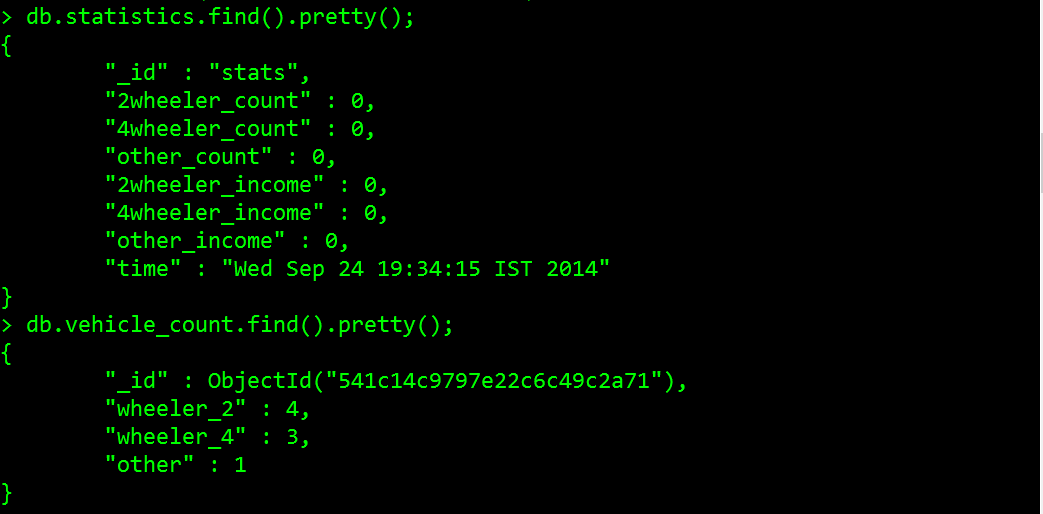 > db.statistics.find().pretty();
{
        "_id" : "stats",
        "2wheeler_count" : 0,
        "4wheeler_count" : 0,
        "other_count" : 0,
        "2wheeler_income" : 0,
        "4wheeler_income" : 0,
        "other_income" : 0,
        "time" : "Wed Sep 24 19:34:15 IST 2014"
}
> db.vehicle_count.find().pretty();
{
        "_id" : ObjectId("541c14c9797e22c6c49c2a71"),
        "wheeler_2" : 4,
        "wheeler_4" : 3,
        "other" : 1
}